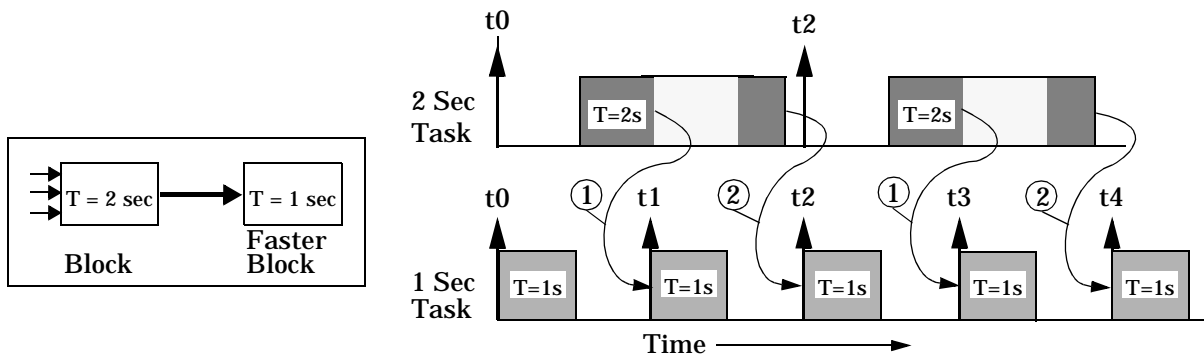 T = 2 sec
T = 1 sec
Block
Faster
Block
t0
t2
2 Sec
Task
T=2s
T=2s
1
2
1
2
t0
t1
t2
t3
t4
1 Sec
Task
T=1s
T=1s
T=1s
T=1s
T=1s
Time